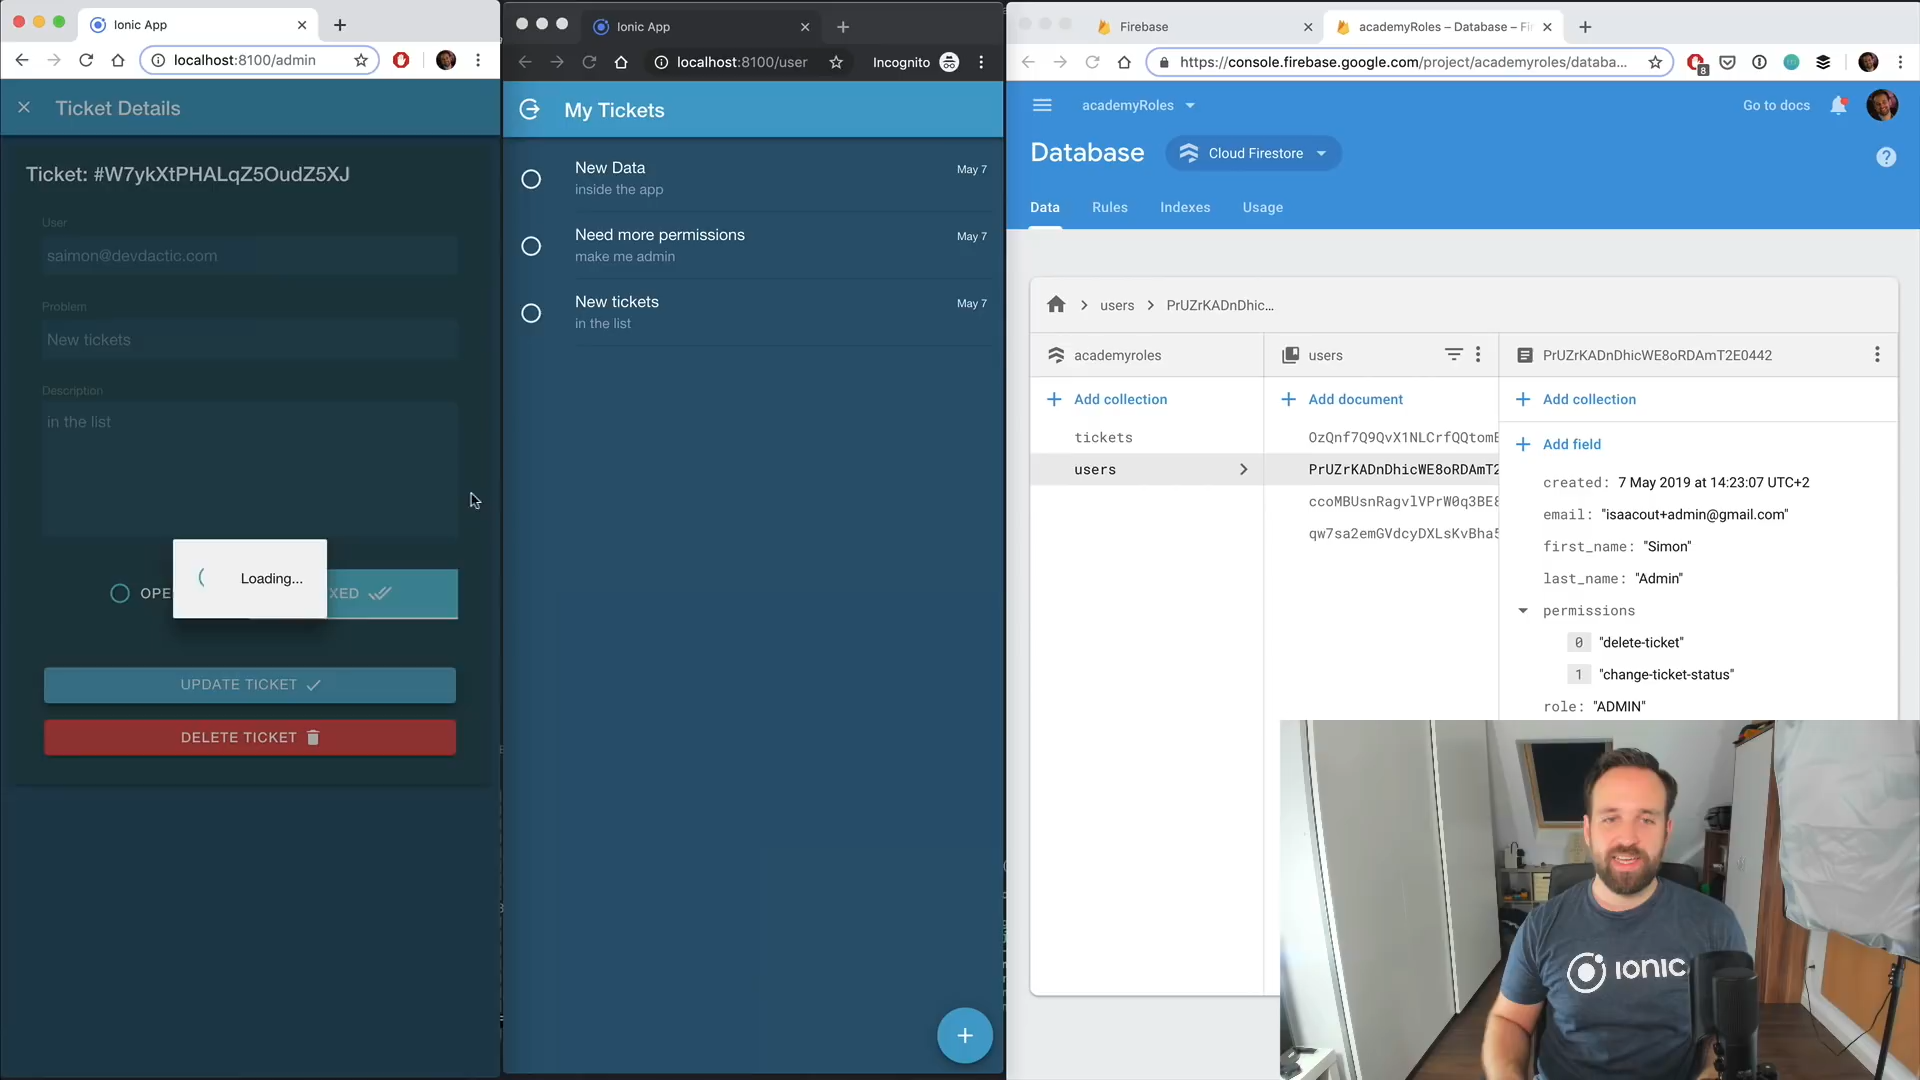 Ionic App
localhost:8100/admin
Ticket Details
Ticket: #W7ykXtPHALqZ5OudZ5XJ
User
saimon@devdactic.com
Problem
New tickets
Description
in the list
OPE
XED
Loading...
UPDATE TICKET
DELETE TICKET
Ionic App
localhost:8100/user
Incognito
My Tickets
New Data
May 7
inside the app
Need more permissions
May 7
make me admin
New tickets
May 7
in the list
Firebase
academyRoles – Database – Fi
https://console.firebase.google.com/project/academyroles/databa...
8
academyRoles
Go to docs
Database
Cloud Firestore
Data
Rules
Indexes
Usage
users
PrUZrKADnDhic...
academyroles
Add collection
tickets
users
users
Add document
OzQnf7Q9QvX1NLCrfQQtomE
PrUZrKADnDhicWE8oRDAmT2
ccoMBUsnRagvlVPrW0q3BE8
qw7sa2emGVdcyDXLsKvBha5
PrUZrKADnDhicWE8oRDAmT2E0442
Add collection
Add field
created: 7 May 2019 at 14:23:07 UTC+2
email: "isaacout+admin@gmail.com"
first_name: "Simon"
last_name: "Admin"
permissions
0 "delete-ticket"
1 "change-ticket-status"
role: "ADMIN"
IONIC